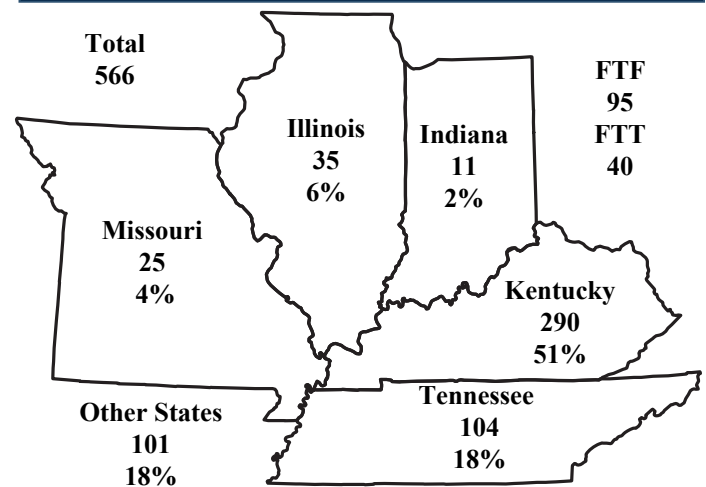 Total
566
FTF
95
FTT
40
Illinois
35
6%
Indiana
11
2%
Missouri
25
4%
Kentucky
290
51%
Tennessee
104
18%
Other States
101
18%